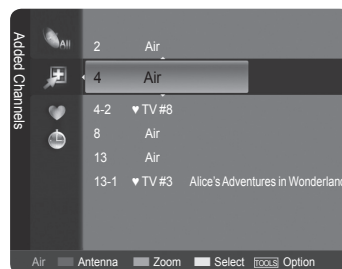 Added Channels
All
2 Air
4 Air
4-2 ♥ TV #8
8 Air
13 Air
13-1 ♥ TV #3 Alice's Adventures in Wonderland
Air Antenna Zoom Select TOOLS Option